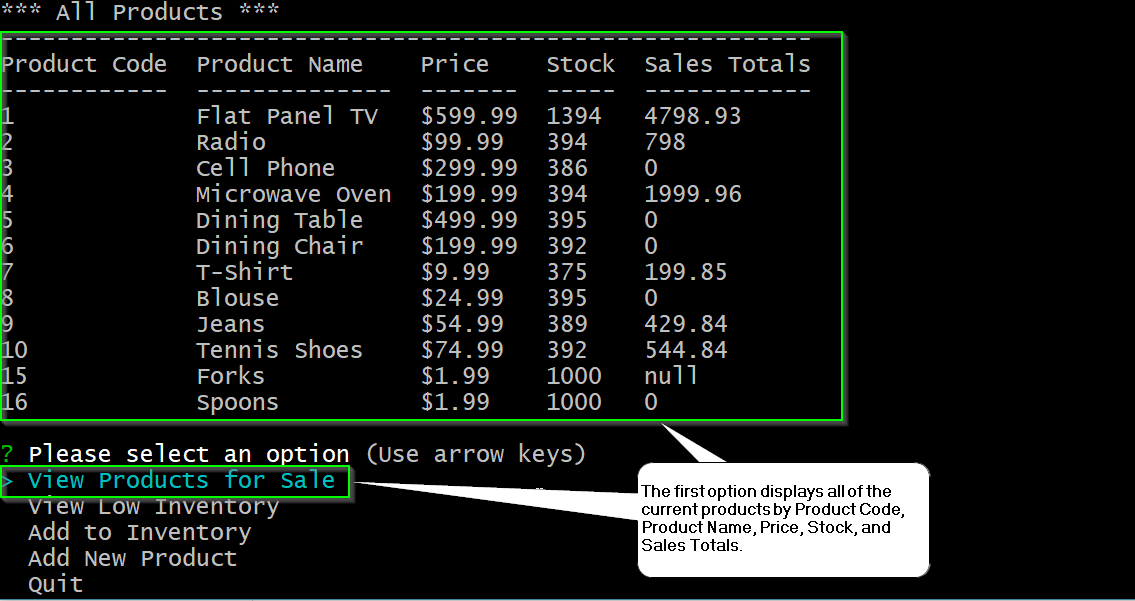 *** All Products ***
----------------------------------------------------------
Product Code  Product Name    Price    Stock  Sales Totals
------------  --------------  -------  -----  ------------
1             Flat Panel TV   $599.99  1394   4798.93
2             Radio           $99.99   394    798
3             Cell Phone      $299.99  386    0
4             Microwave Oven  $199.99  394    1999.96
5             Dining Table    $499.99  395    0
6             Dining Chair    $199.99  392    0
7             T-Shirt         $9.99    375    199.85
8             Blouse          $24.99   395    0
9             Jeans           $54.99   389    429.84
10            Tennis Shoes    $74.99   392    544.84
15            Forks           $1.99    1000   null
16            Spoons          $1.99    1000   0
? Please select an option (Use arrow keys)
> View Products for Sale
View Low Inventory
Add to Inventory
Add New Product
Quit
The first option displays all of the
current products by Product Code,
Product Name, Price, Stock, and
Sales Totals.